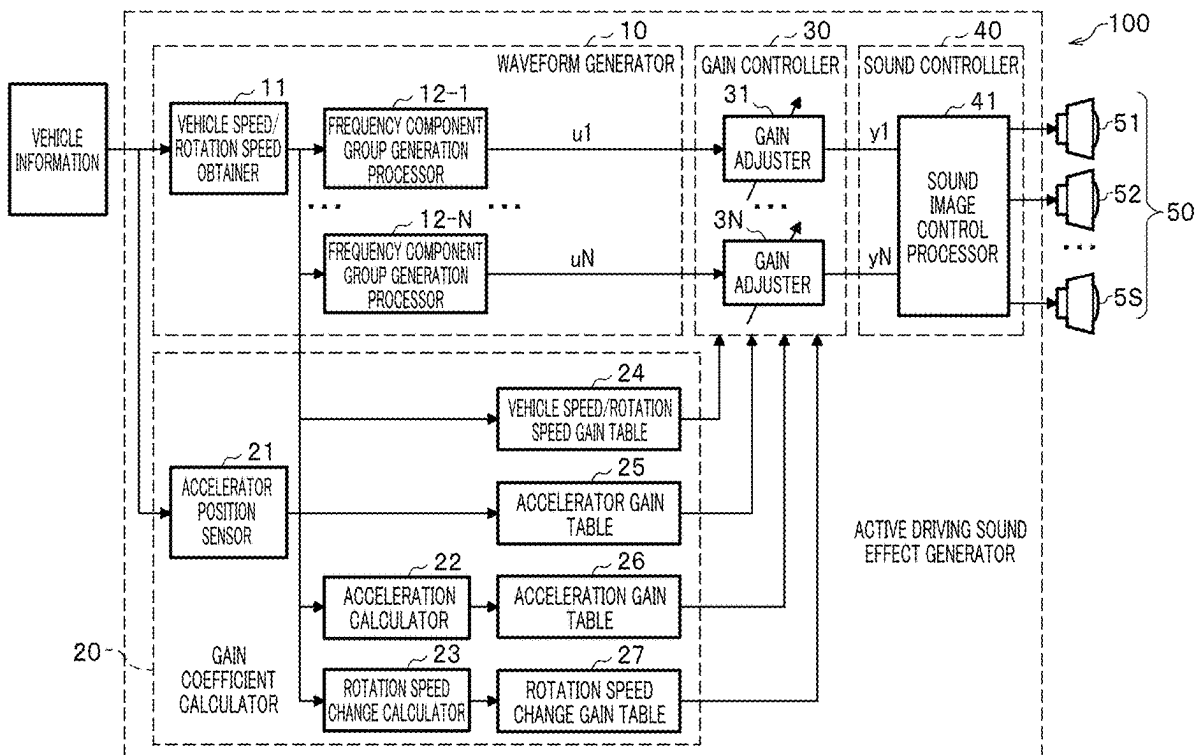 10
30
40
100
WAVEFORM GENERATOR
GAIN CONTROLLER
SOUND CONTROLLER
VEHICLE
INFORMATION
11
VEHICLE SPEED/
ROTATION SPEED
OBTAINER
12-1
FREQUENCY COMPONENT
GROUP GENERATION
PROCESSOR
u1
31
GAIN
ADJUSTER
y1
41
SOUND
IMAGE
CONTROL
PROCESSOR
51
52
50
5S
...
...
...
...
12-N
FREQUENCY COMPONENT
GROUP GENERATION
PROCESSOR
uN
3N
GAIN
ADJUSTER
yN
24
VEHICLE SPEED/ROTATION
SPEED GAIN TABLE
21
ACCELERATOR
POSITION
SENSOR
25
ACCELERATOR GAIN
TABLE
ACTIVE DRIVING SOUND
EFFECT GENERATOR
22
ACCELERATION
CALCULATOR
26
ACCELERATION GAIN
TABLE
20
GAIN
COEFFICIENT
CALCULATOR
23
ROTATION SPEED
CHANGE CALCULATOR
27
ROTATION SPEED
CHANGE GAIN TABLE